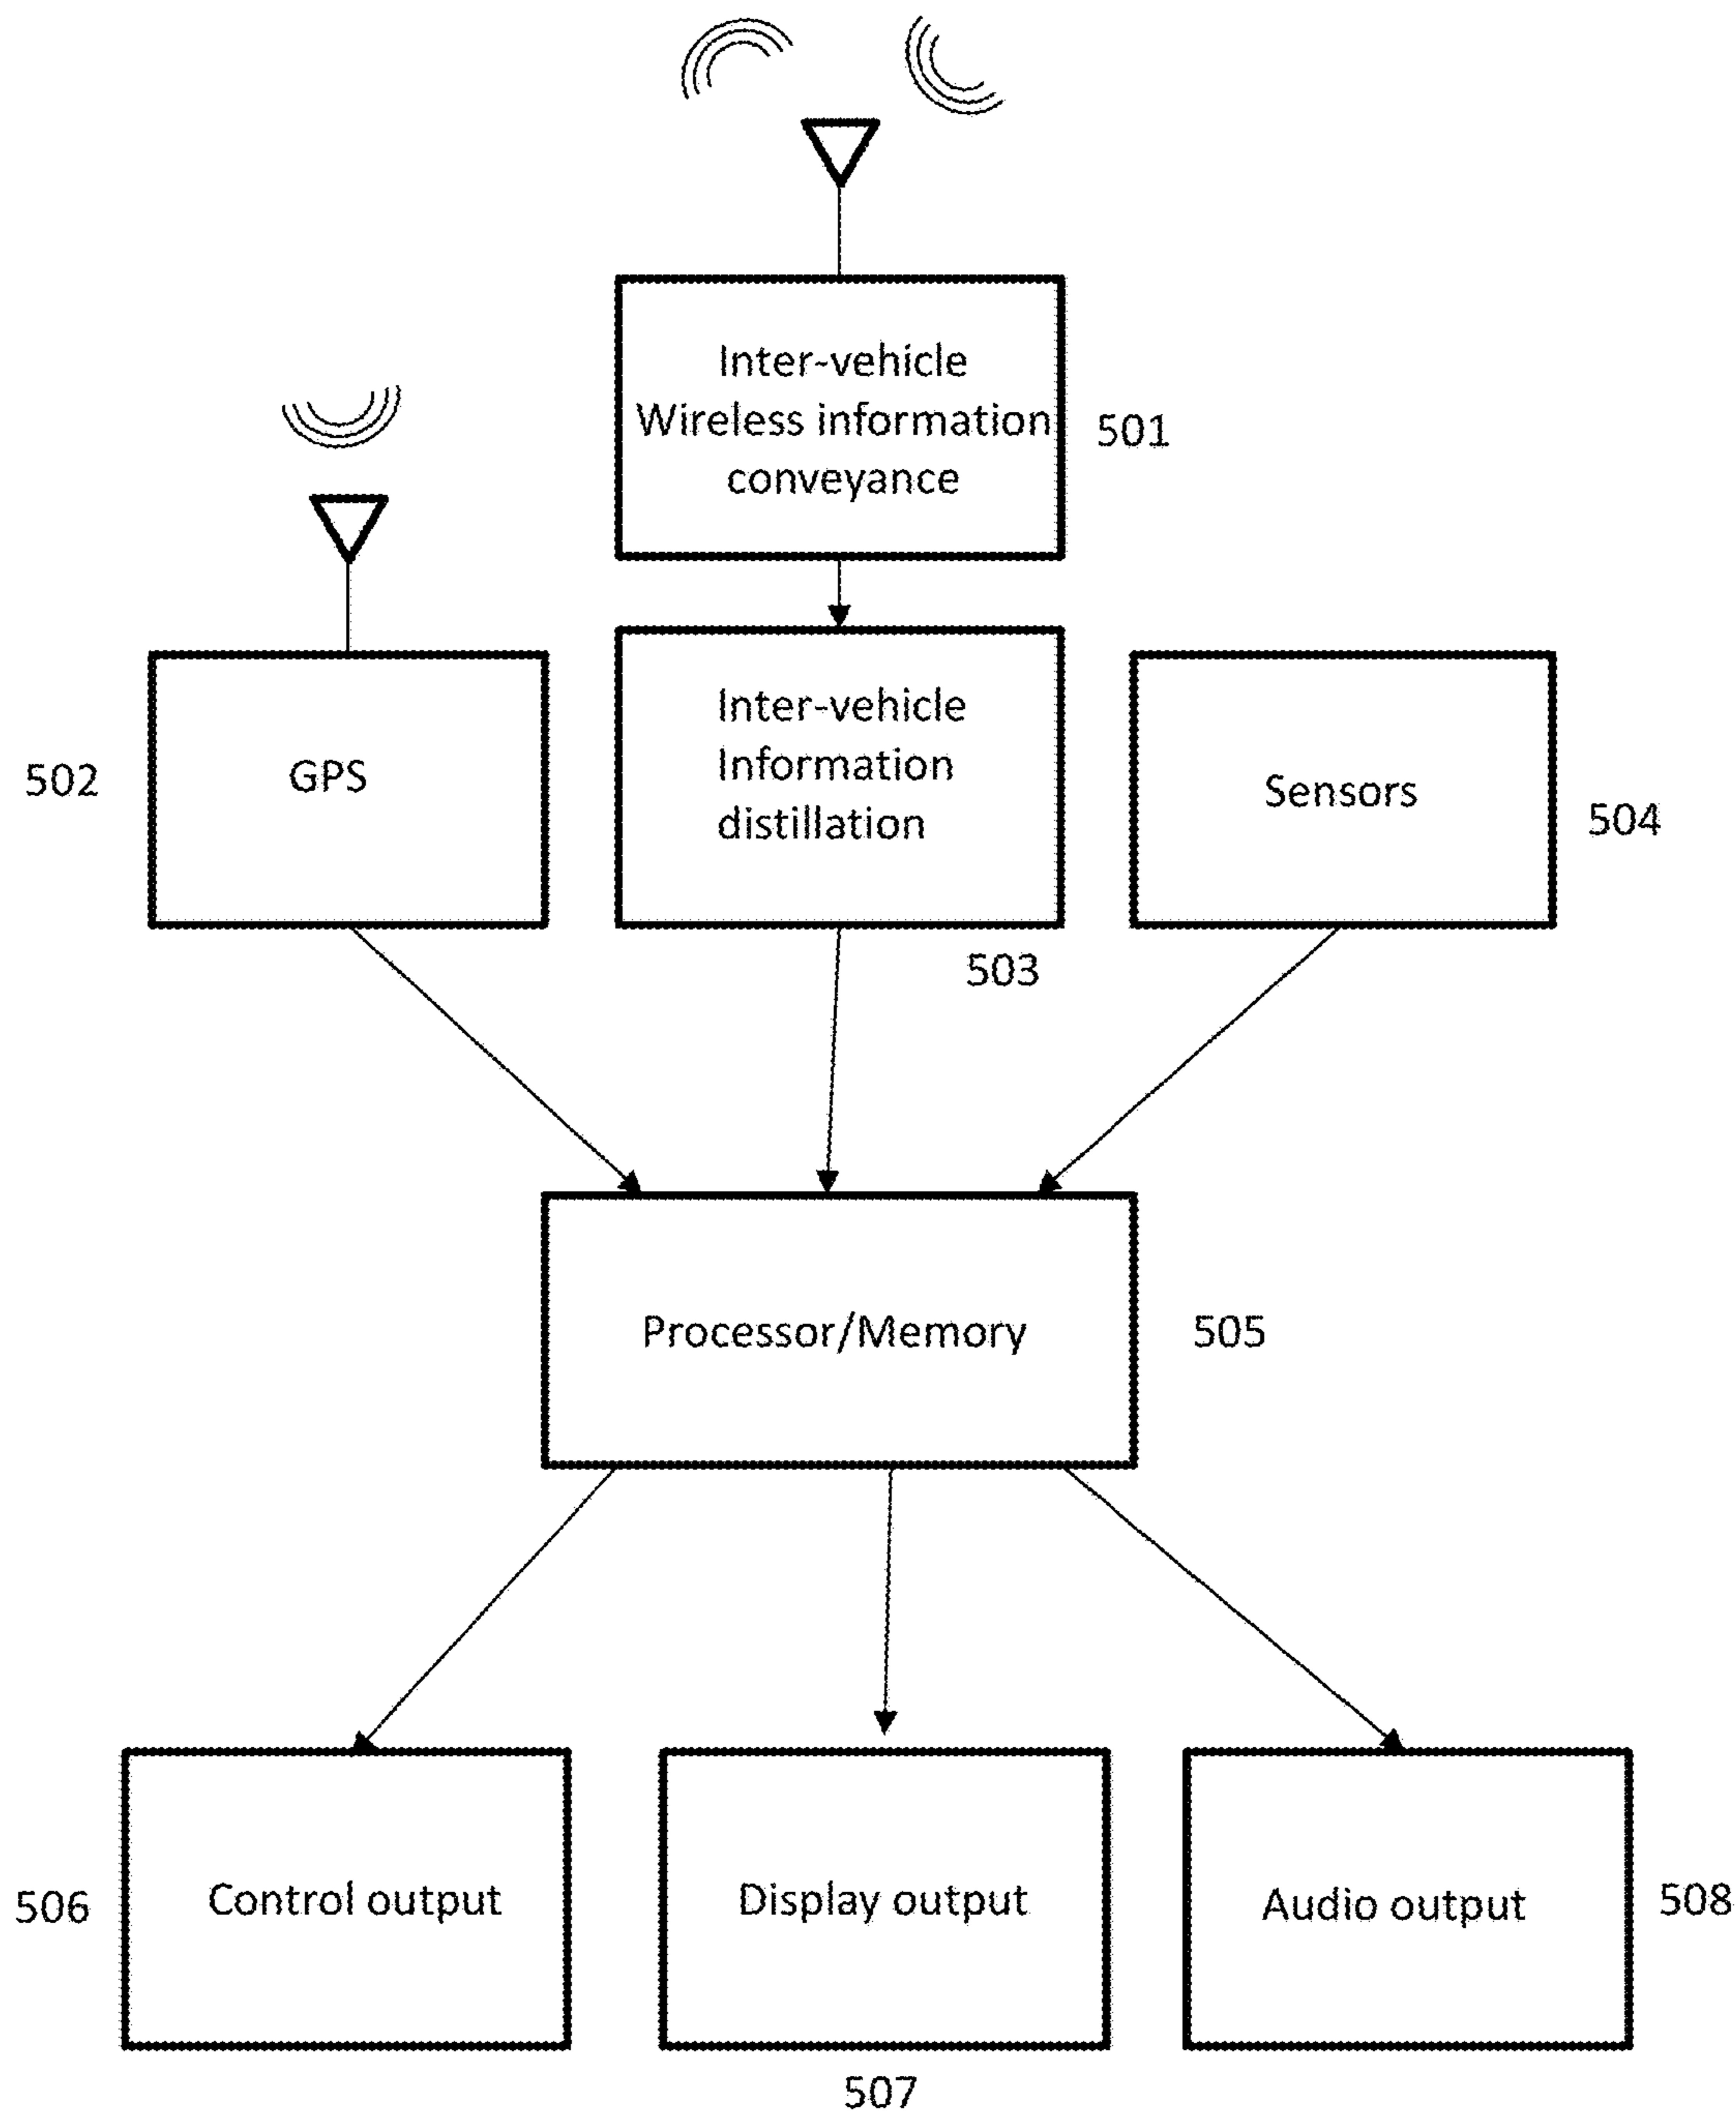 Inter-vehicle
Wireless information
conveyance
501
502
GPS
Inter-vehicle
Information
distillation
503
Sensors
504
Processor/Memory
505
506
Control output
Display output
507
Audio output
508